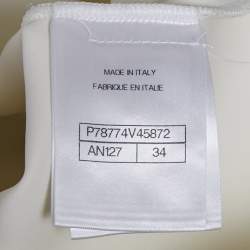 MADE IN ITALY
FABRIQUE EN ITALIE
P78774V45872
AN127 34